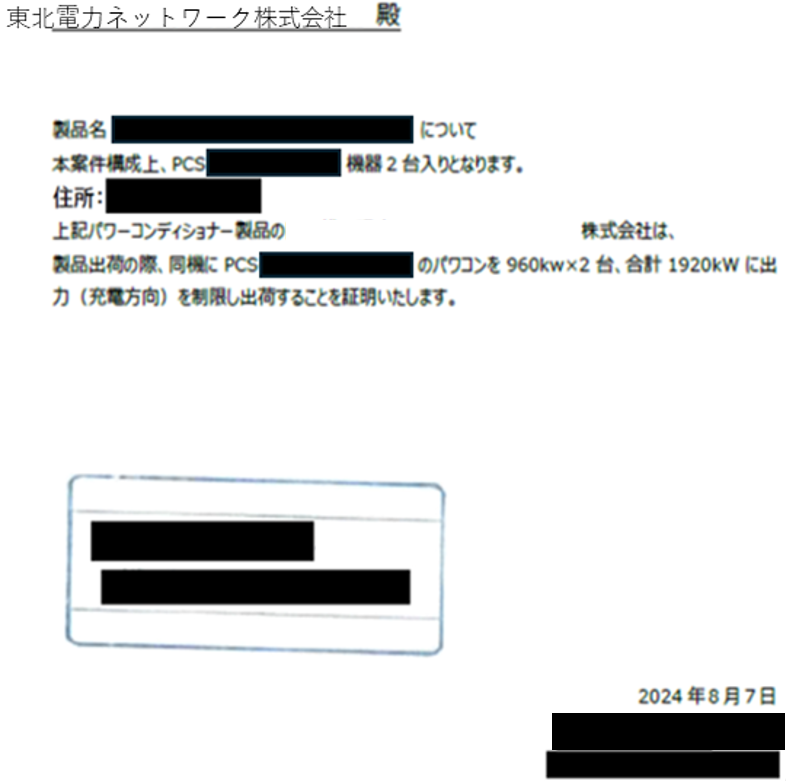 東北電力ネットワーク株式会社 殿
製品名 について
本案件構成上、PCS 機器2台入りとなります。
住所:
上記パワーコンディショナー製品の 株式会社は、
製品出荷の際、同機に PCS のパワコンを 960kw×2 台、合計 1920kW に出
力（充電方向）を制限し出荷することを証明いたします。
2024 年8月7日